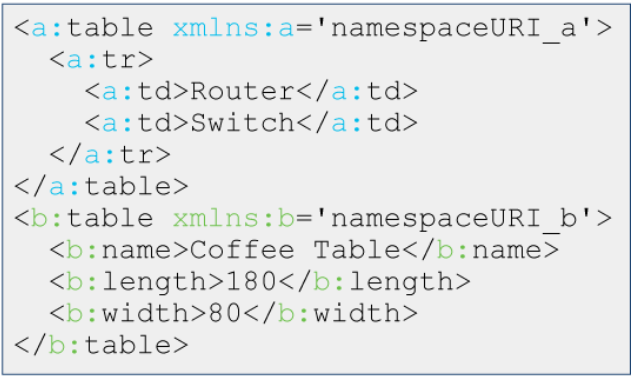 <a:table xmlns:a='namespaceURI_a'>
  <a:tr>
    <a:td>Router</a:td>
    <a:td>Switch</a:td>
  </a:tr>
</a:table>
<b:table xmlns:b='namespaceURI_b'>
  <b:name>Coffee Table</b:name>
  <b:length>180</b:length>
  <b:width>80</b:width>
</b:table>